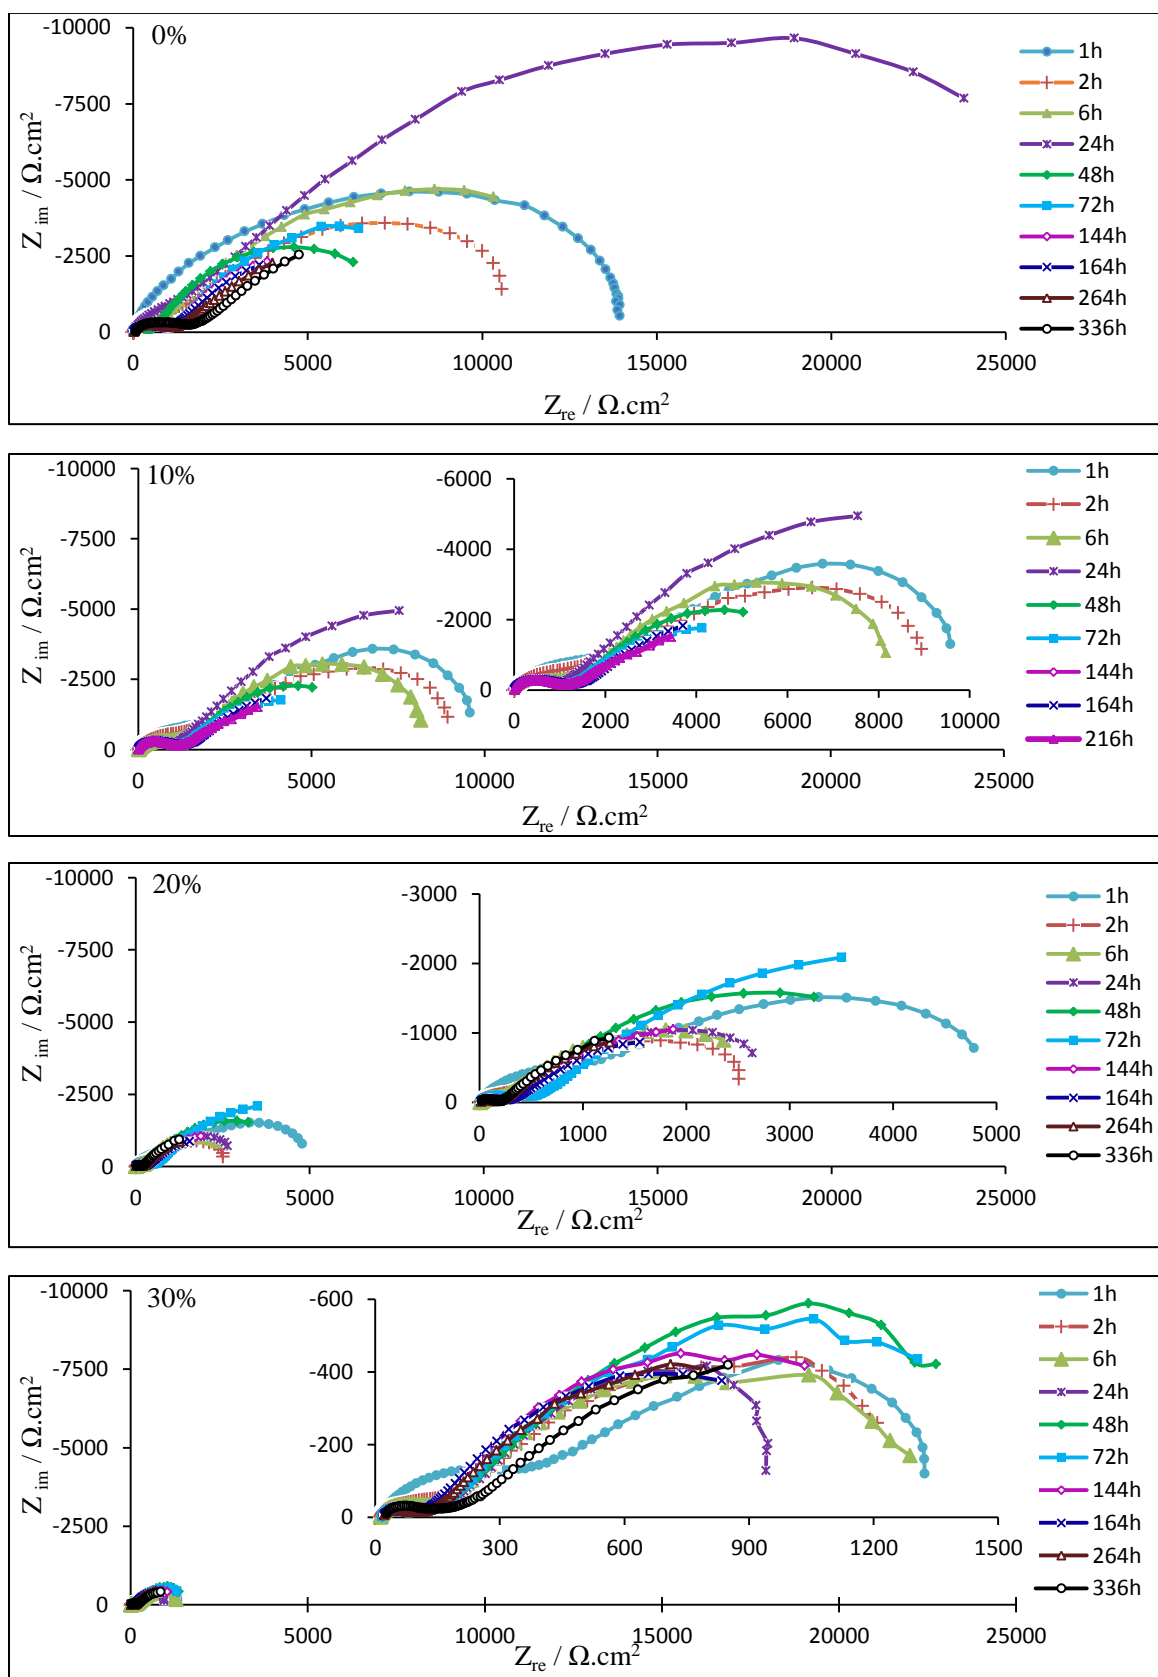 0%
-10000
-7500
-5000
-2500
0
Z im / Ω.cm2
0 5000 10000 15000 20000 25000
Zre / Ω.cm2
1h
2h
6h
24h
48h
72h
144h
164h
264h
336h
10%
-10000
-7500
-5000
-2500
0
Z im / Ω.cm2
0 5000 10000 15000 20000 25000
Zre / Ω.cm2
-6000
-4000
-2000
0
0 2000 4000 6000 8000 10000
1h
2h
6h
24h
48h
72h
144h
164h
216h
20%
-10000
-7500
-5000
-2500
0
Z im / Ω.cm2
0 5000 10000 15000 20000 25000
Zre / Ω.cm2
-3000
-2000
-1000
0
0 1000 2000 3000 4000 5000
1h
2h
6h
24h
48h
72h
144h
164h
264h
336h
30%
-10000
-7500
-5000
-2500
0
Z im / Ω.cm2
0 5000 10000 15000 20000 25000
Zre / Ω.cm2
-600
-400
-200
0
0 300 600 900 1200 1500
1h
2h
6h
24h
48h
72h
144h
164h
264h
336h